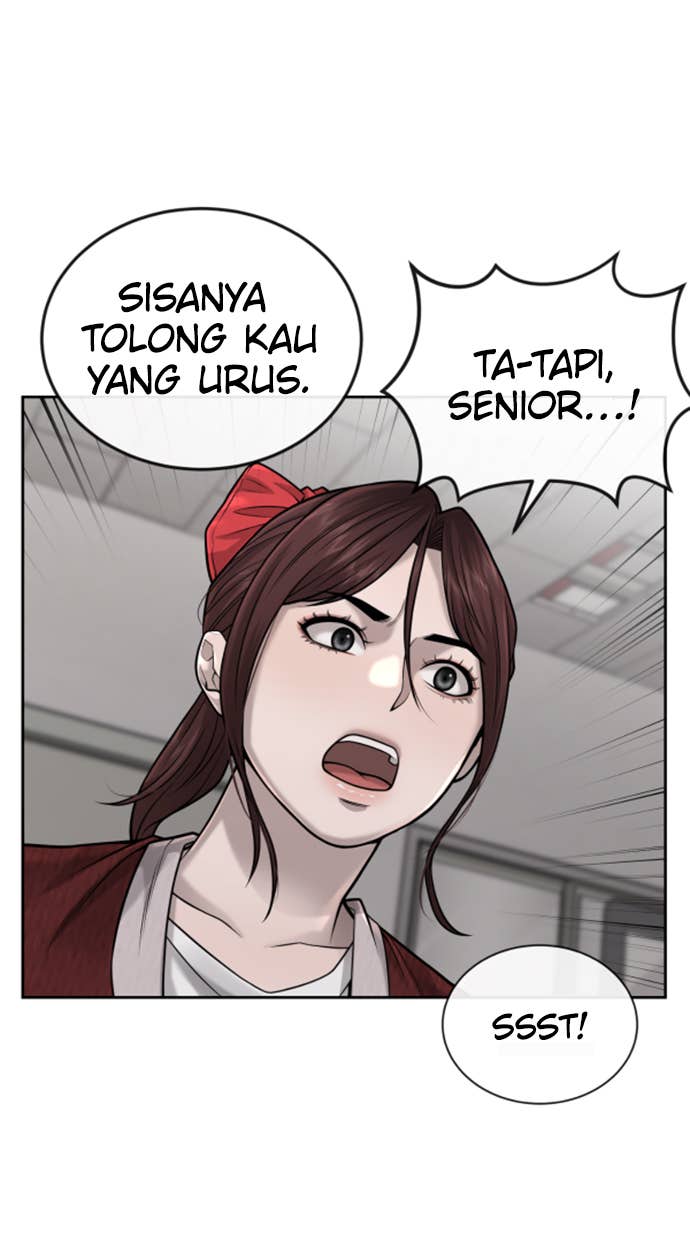 SISANYA
TOLONG KAU
YANG URUS.
TA-TAPI,
SENIOR...!
SSST!